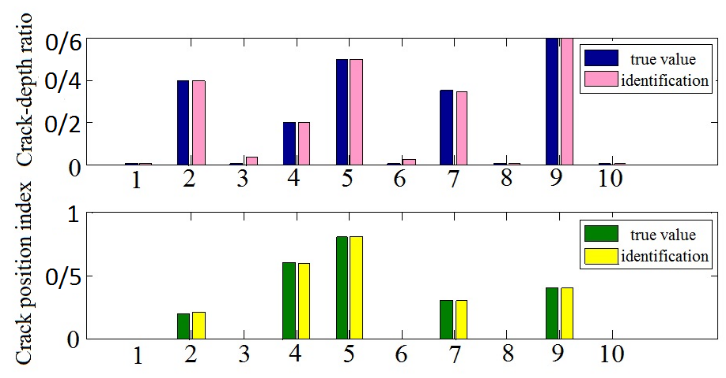 Crack-depth ratio
0/6
0/4
0/2
0
true value
identification
1 2 3 4 5 6 7 8 9 10
Crack position index
1
0/5
0
true value
identification
1 2 3 4 5 6 7 8 9 10